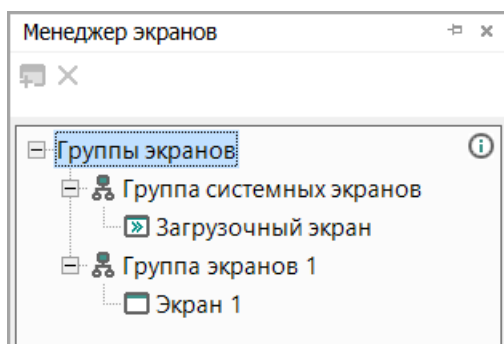 Менеджер экранов
Группы экранов
Группа системных экранов
Загрузочный экран
Группа экранов 1
Экран 1